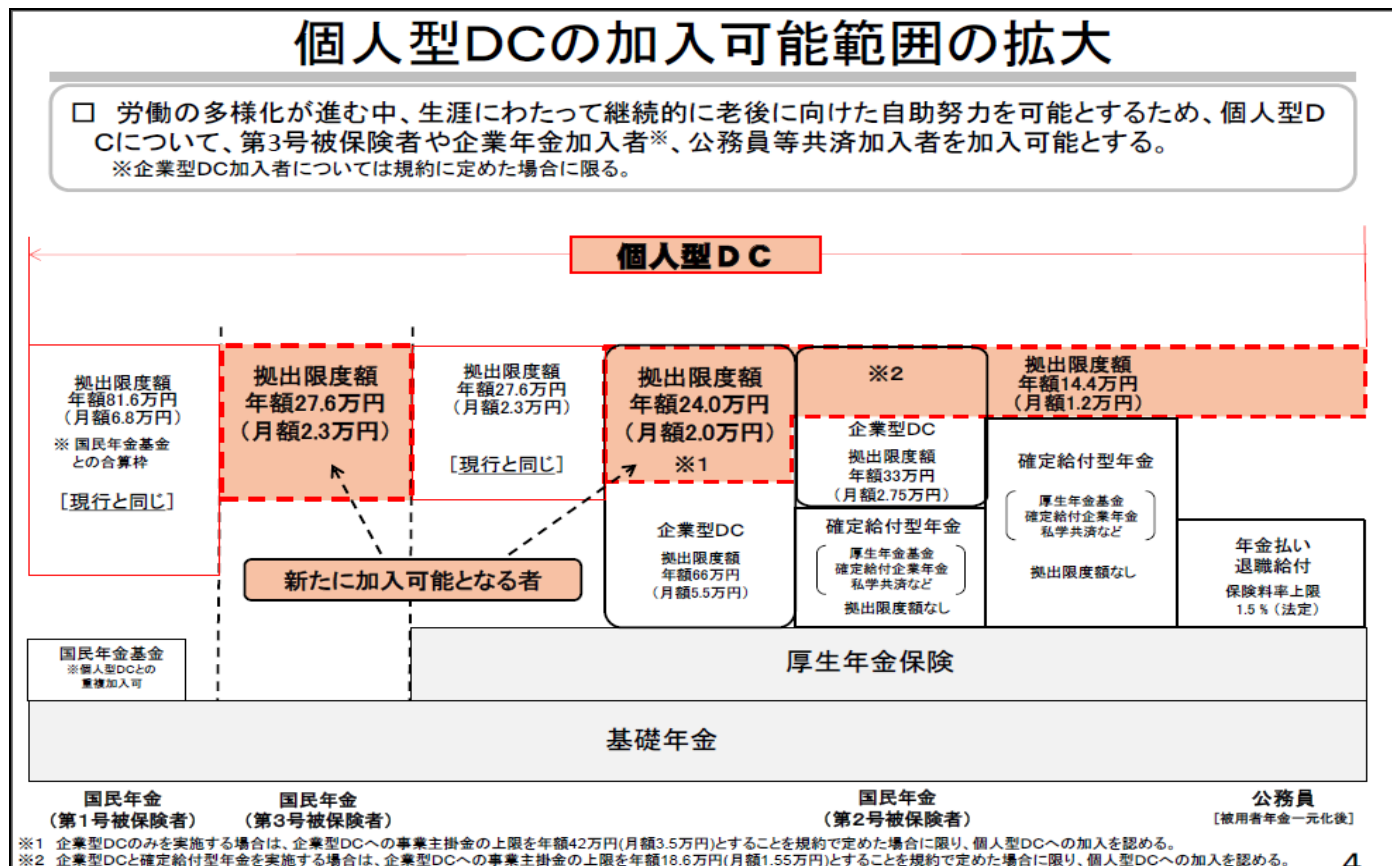 個人型DCの加入可能範囲の拡大
□ 労働の多様化が進む中、生涯にわたって継続的に老後に向けた自助努力を可能とするため、個人型D
Cについて、第3号被保険者や企業年金加入者※、公務員等共済加入者を加入可能とする。
※企業型DC加入者については規約に定めた場合に限る。
個人型DC
拠出限度額
年額81.6万円
（月額6.8万円）
※ 国民年金基金
との合算枠
［現行と同じ］
拠出限度額
年額27.6万円
（月額2.3万円）
拠出限度額
年額27.6万円
（月額2.3万円）
［現行と同じ］
拠出限度額
年額24.0万円
（月額2.0万円）
※1
※2
拠出限度額
年額14.4万円
（月額1.2万円）
新たに加入可能となる者
企業型DC
拠出限度額
年額66万円
（月額5.5万円）
企業型DC
拠出限度額
年額33万円
（月額2.75万円）
確定給付型年金
厚生年金基金
確定給付企業年金
私学共済など
拠出限度額なし
確定給付型年金
厚生年金基金
確定給付企業年金
私学共済など
拠出限度額なし
年金払い
退職給付
保険料率上限
1.5％（法定）
国民年金基金
※個人型DCとの
重複加入可
厚生年金保険
基礎年金
国民年金
（第1号被保険者）
国民年金
（第3号被保険者）
国民年金
（第2号被保険者）
公務員
［被用者年金一元化後］
※1 企業型DCのみを実施する場合は、企業型DCへの事業主掛金の上限を年額42万円(月額3.5万円)とすることを規約で定めた場合に限り、個人型DCへの加入を認める。
※2 企業型DCと確定給付型年金を実施する場合は、企業型DCへの事業主掛金の上限を年額18.6万円(月額1.55万円)とすることを規約で定めた場合に限り、個人型DCへの加入を認める。
4